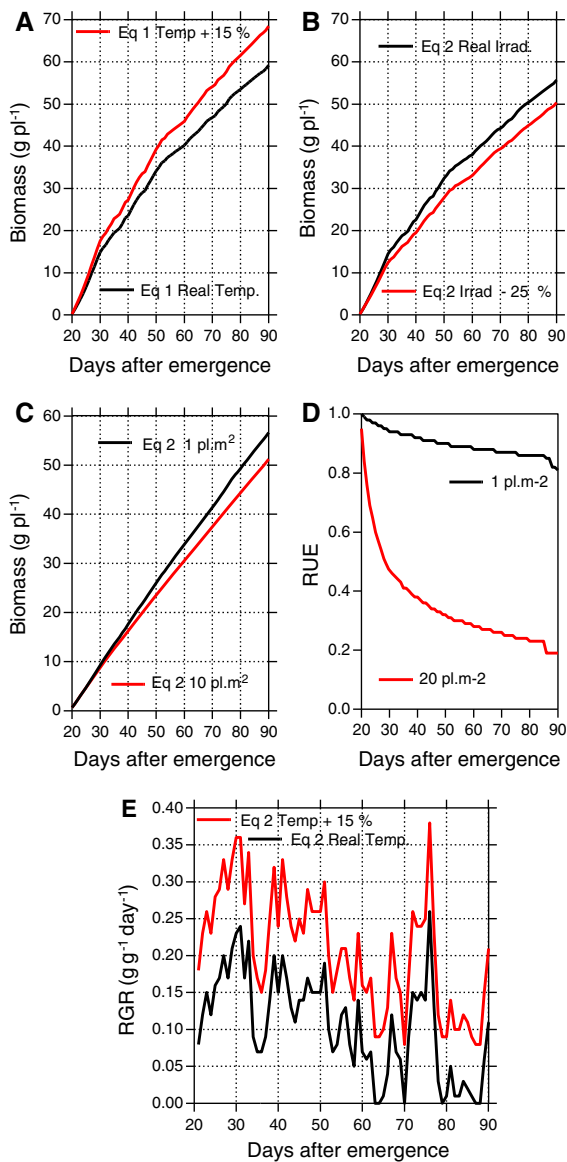 A
Eq 1 Temp + 15 %
Biomass (g pl-1)
70
60
50
40
30
20
10
0
Eq 1 Real Temp.
20 30 40 50 60 70 80 90
Days after emergence
B
Eq 2 Real Irrad.
Biomass (g pl-1)
70
60
50
40
30
20
10
0
Eq 2 Irrad - 25 %
20 30 40 50 60 70 80 90
Days after emergence
C
Eq 2 1 pl.m2
Biomass (g pl-1)
60
50
40
30
20
10
0
Eq 2 10 pl.m2
20 30 40 50 60 70 80 90
Days after emergence
D
1.0
0.8
0.6
0.4
0.2
0.0
RUE
1 pl.m-2
20 pl.m-2
20 30 40 50 60 70 80 90
Days after emergence
E
Eq 2 Temp + 15 %
Eq 2 Real Temp.
RGR (g g-1 day-1)
0.40
0.35
0.30
0.25
0.20
0.15
0.10
0.05
0.00
20 30 40 50 60 70 80 90
Days after emergence